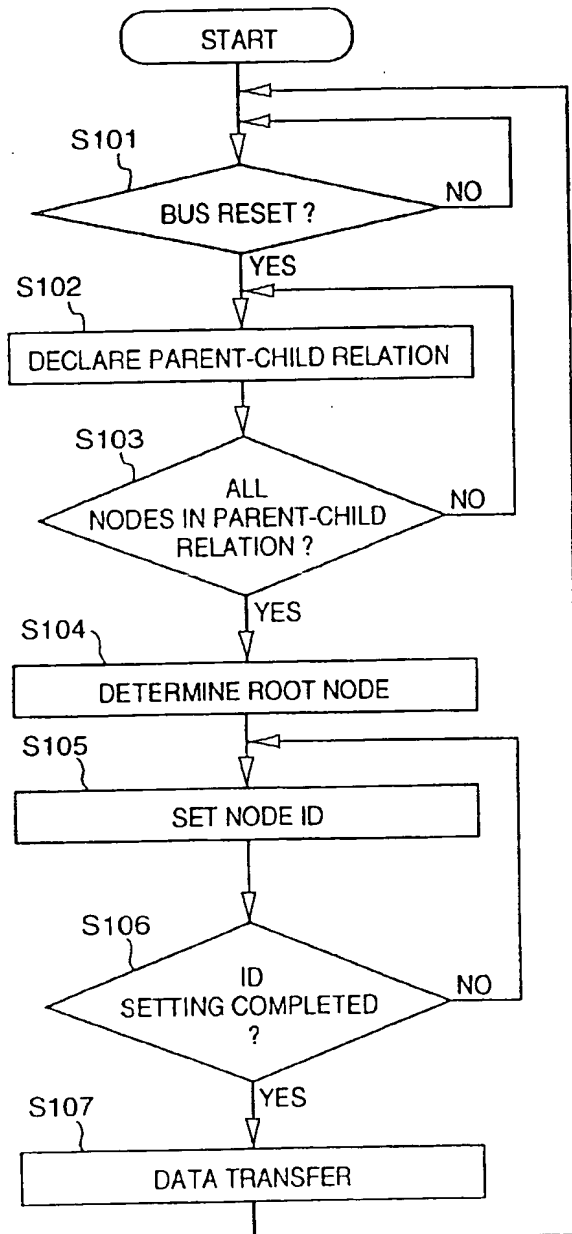 START
S101
BUS RESET ?
NO
YES
S102
DECLARE PARENT-CHILD RELATION
S103
ALL
NODES IN PARENT-CHILD
RELATION ?
NO
YES
S104
DETERMINE ROOT NODE
S105
SET NODE ID
S106
ID
SETTING COMPLETED
?
NO
YES
S107
DATA TRANSFER